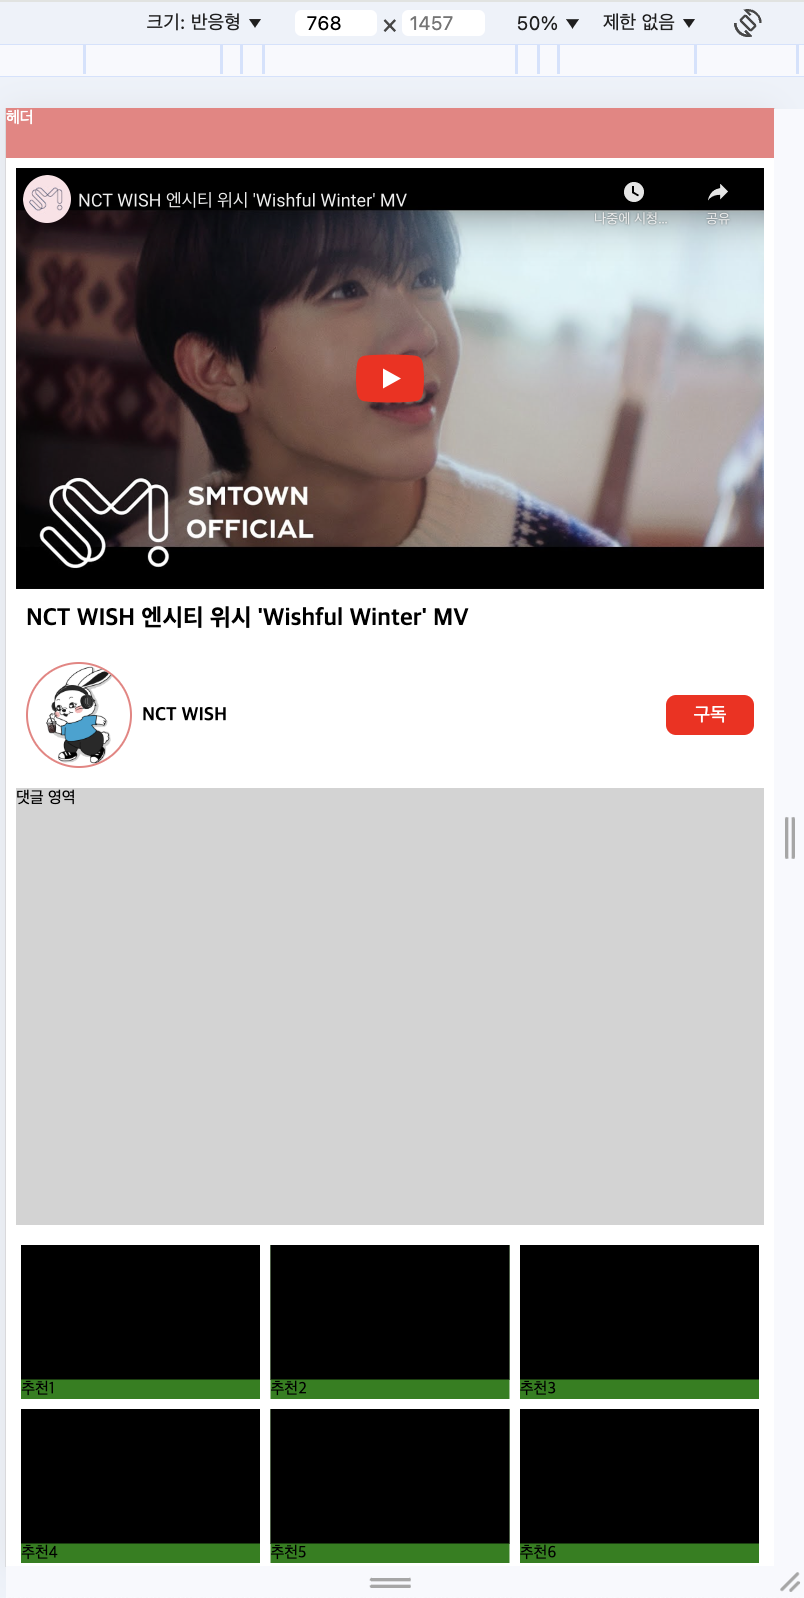 크기: 반응형 ▼ 768 × 1457 50% ▼ 제한 없음 ▼
헤더
NCT WISH 엔시티 위시 'Wishful Winter' MV
나중에 시청... 공유
SMTOWN
OFFICIAL
NCT WISH 엔시티 위시 'Wishful Winter' MV
NCT WISH
구독
댓글 영역
추천1 추천2 추천3
추천4 추천5 추천6